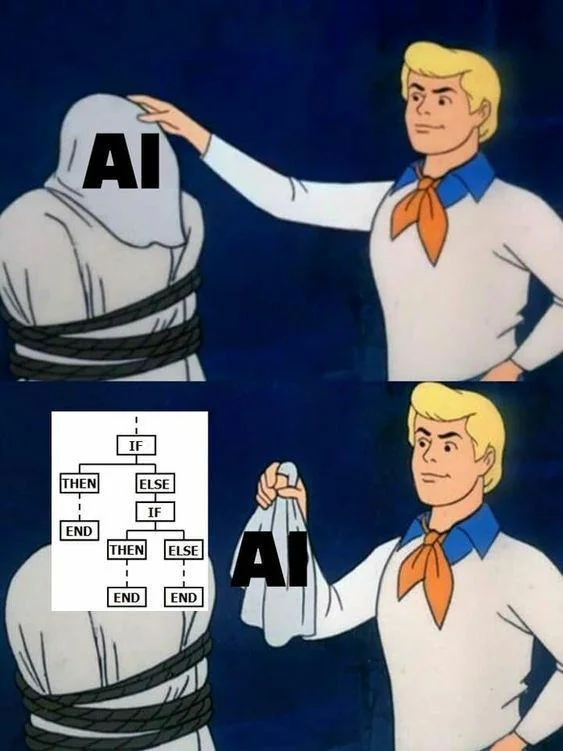 AI
IF
THEN ELSE
IF
END
THEN ELSE
END END
AI